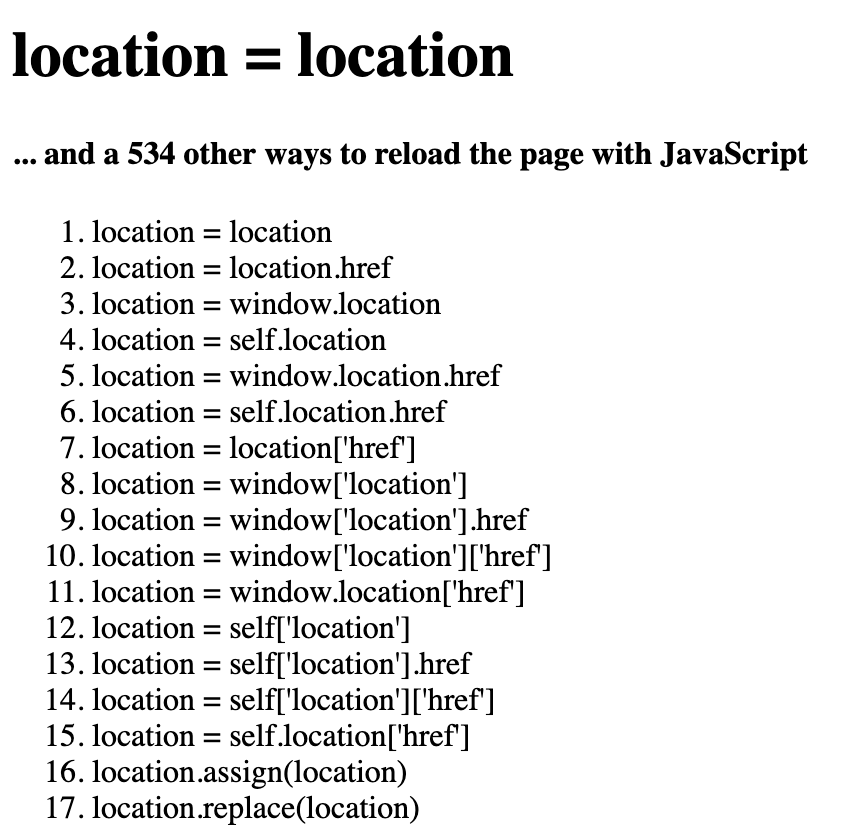 location = location
... and a 534 other ways to reload the page with JavaScript
1. location = location
2. location = location.href
3. location = window.location
4. location = self.location
5. location = window.location.href
6. location = self.location.href
7. location = location['href']
8. location = window['location']
9. location = window['location'].href
10. location = window['location']['href']
11. location = window.location['href']
12. location = self['location']
13. location = self['location'].href
14. location = self['location']['href']
15. location = self.location['href']
16. location.assign(location)
17. location.replace(location)